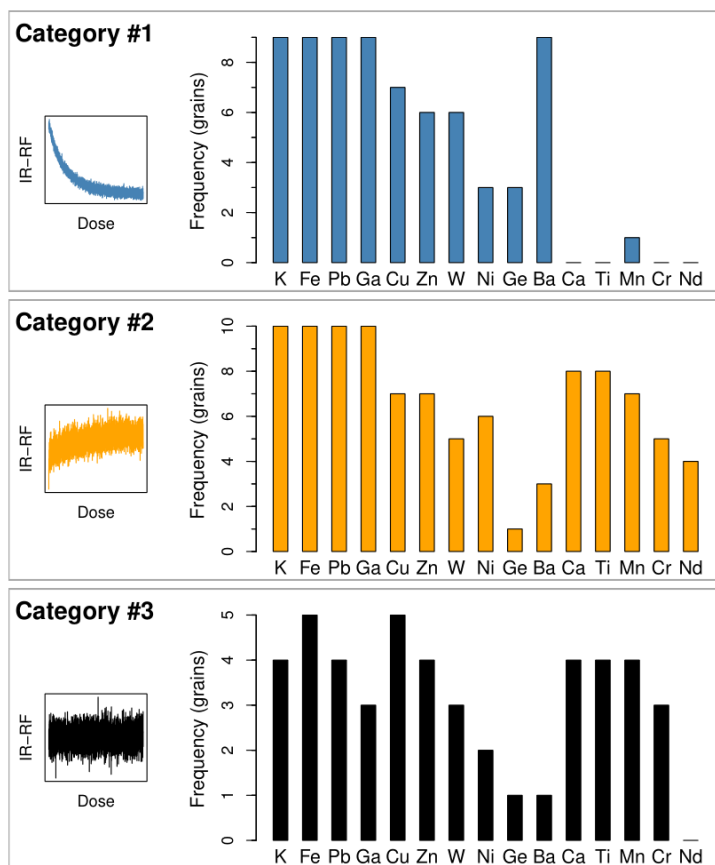 Category #1
IR−RF
Dose
Frequency (grains)
0 2 4 6 8
K Fe Pb Ga Cu Zn W Ni Ge Ba Ca Ti Mn Cr Nd
Category #2
IR−RF
Dose
Frequency (grains)
0 2 4 6 8 10
K Fe Pb Ga Cu Zn W Ni Ge Ba Ca Ti Mn Cr Nd
Category #3
IR−RF
Dose
Frequency (grains)
0 1 2 3 4 5
K Fe Pb Ga Cu Zn W Ni Ge Ba Ca Ti Mn Cr Nd